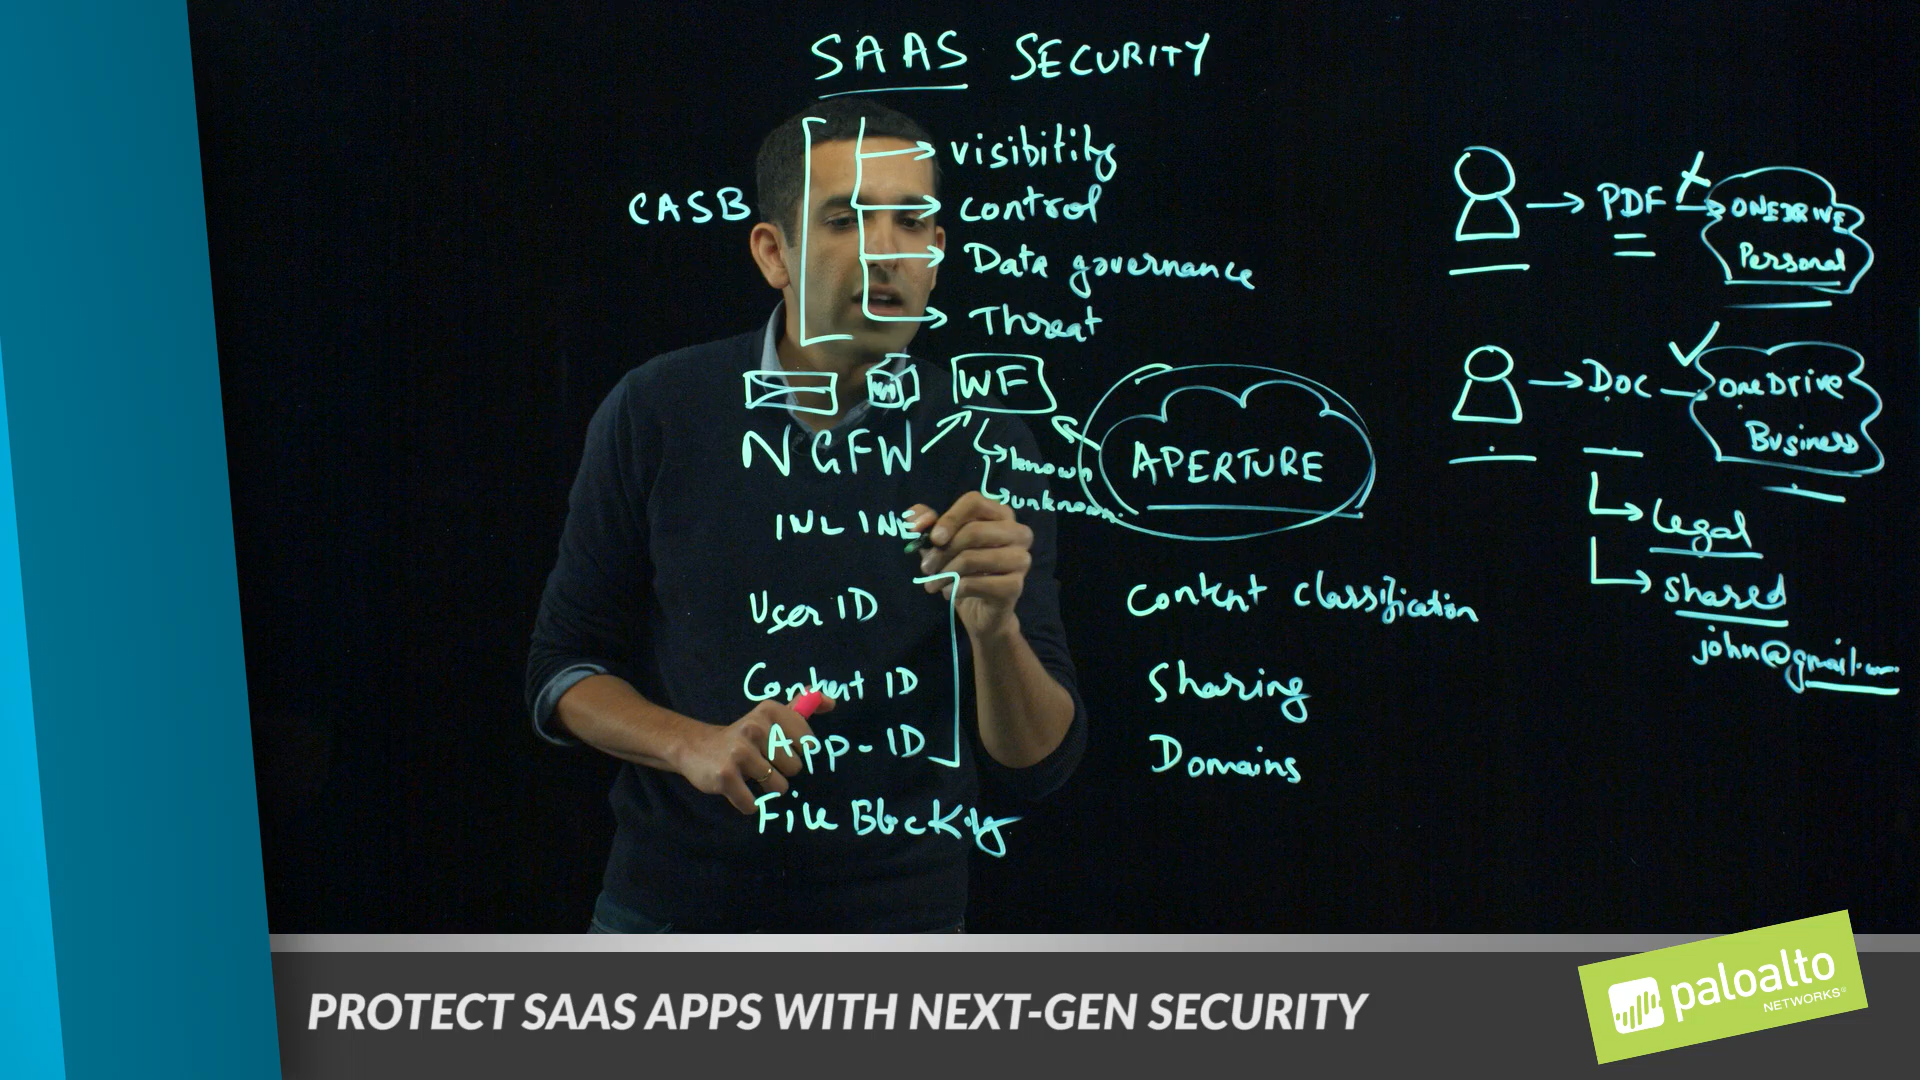 SAAS SECURITY
CASB
visibility
control
Data governance
Threat
WF
NGFW
known
unknown
INLINE
User ID
Content ID
App-ID
File Blocking
APERTURE
Content classification
Sharing
Domains
PDF
ONEDRIVE
Personal
DOC
OneDrive
Business
Legal
shared
john@gmail.com
PROTECT SAAS APPS WITH NEXT-GEN SECURITY
paloalto
NETWORKS®